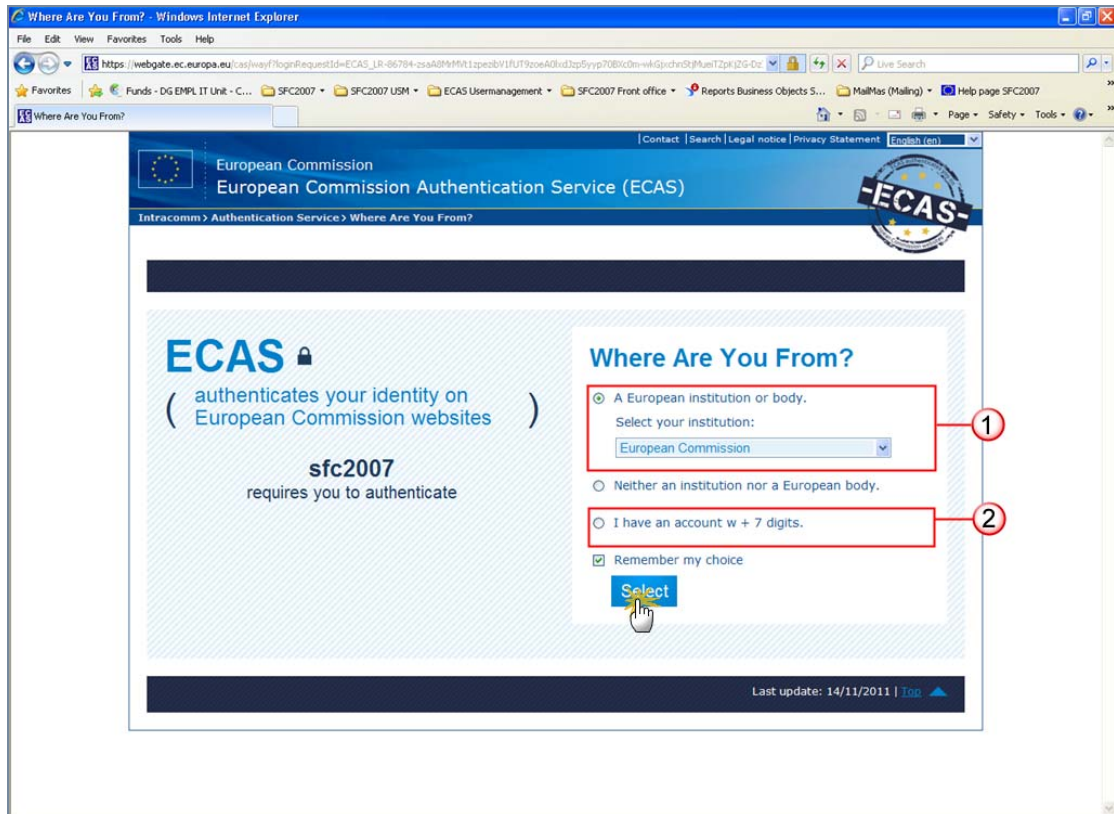 Where Are You From? - Windows Internet Explorer
File Edit View Favorites Tools Help
https://webgate.ec.europa.eu/cas/wayf?loginRequestId=ECAS_LR-86784-
Live Search
Favorites Funds - DG EMPL IT Unit - C... SFC2007 SFC2007 USM ECAS Usermanagement SFC2007 Front office Reports Business Objects S... MailMas (Mailing) Help page SFC2007
Where Are You From? Page Safety Tools
Contact | Search | Legal notice | Privacy Statement English (en)
European Commission
European Commission Authentication Service (ECAS)
-ECAS-
Intracomm > Authentication Service > Where Are You From?
ECAS
( authenticates your identity on
European Commission websites )
sfc2007
requires you to authenticate
Where Are You From?
A European institution or body.
Select your institution:
European Commission
1
Neither an institution nor a European body.
I have an account w + 7 digits.
2
Remember my choice
Select
Last update: 14/11/2011 | Top